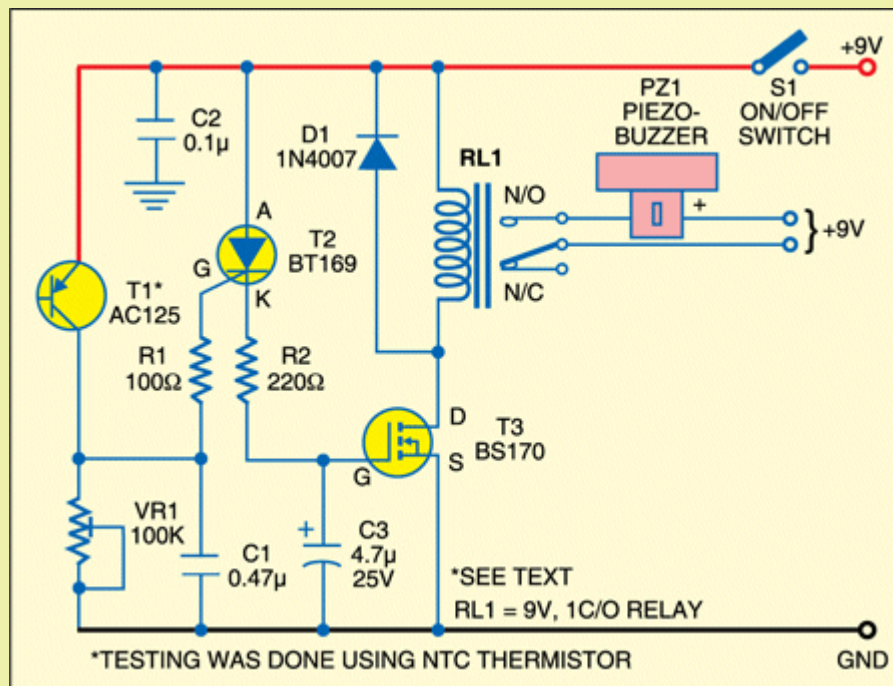 +9V
C2
0.1µ
D1
1N4007
RL1
PZ1
PIEZO-
BUZZER
S1
ON/OFF
SWITCH
N/O
+
+9V
N/C
A
T2
BT169
G
K
T1*
AC125
R1
100Ω
R2
220Ω
D
T3
BS170
S
G
VR1
100K
C1
0.47µ
+
C3
4.7µ
25V
*SEE TEXT
RL1 = 9V, 1C/O RELAY
*TESTING WAS DONE USING NTC THERMISTOR
GND